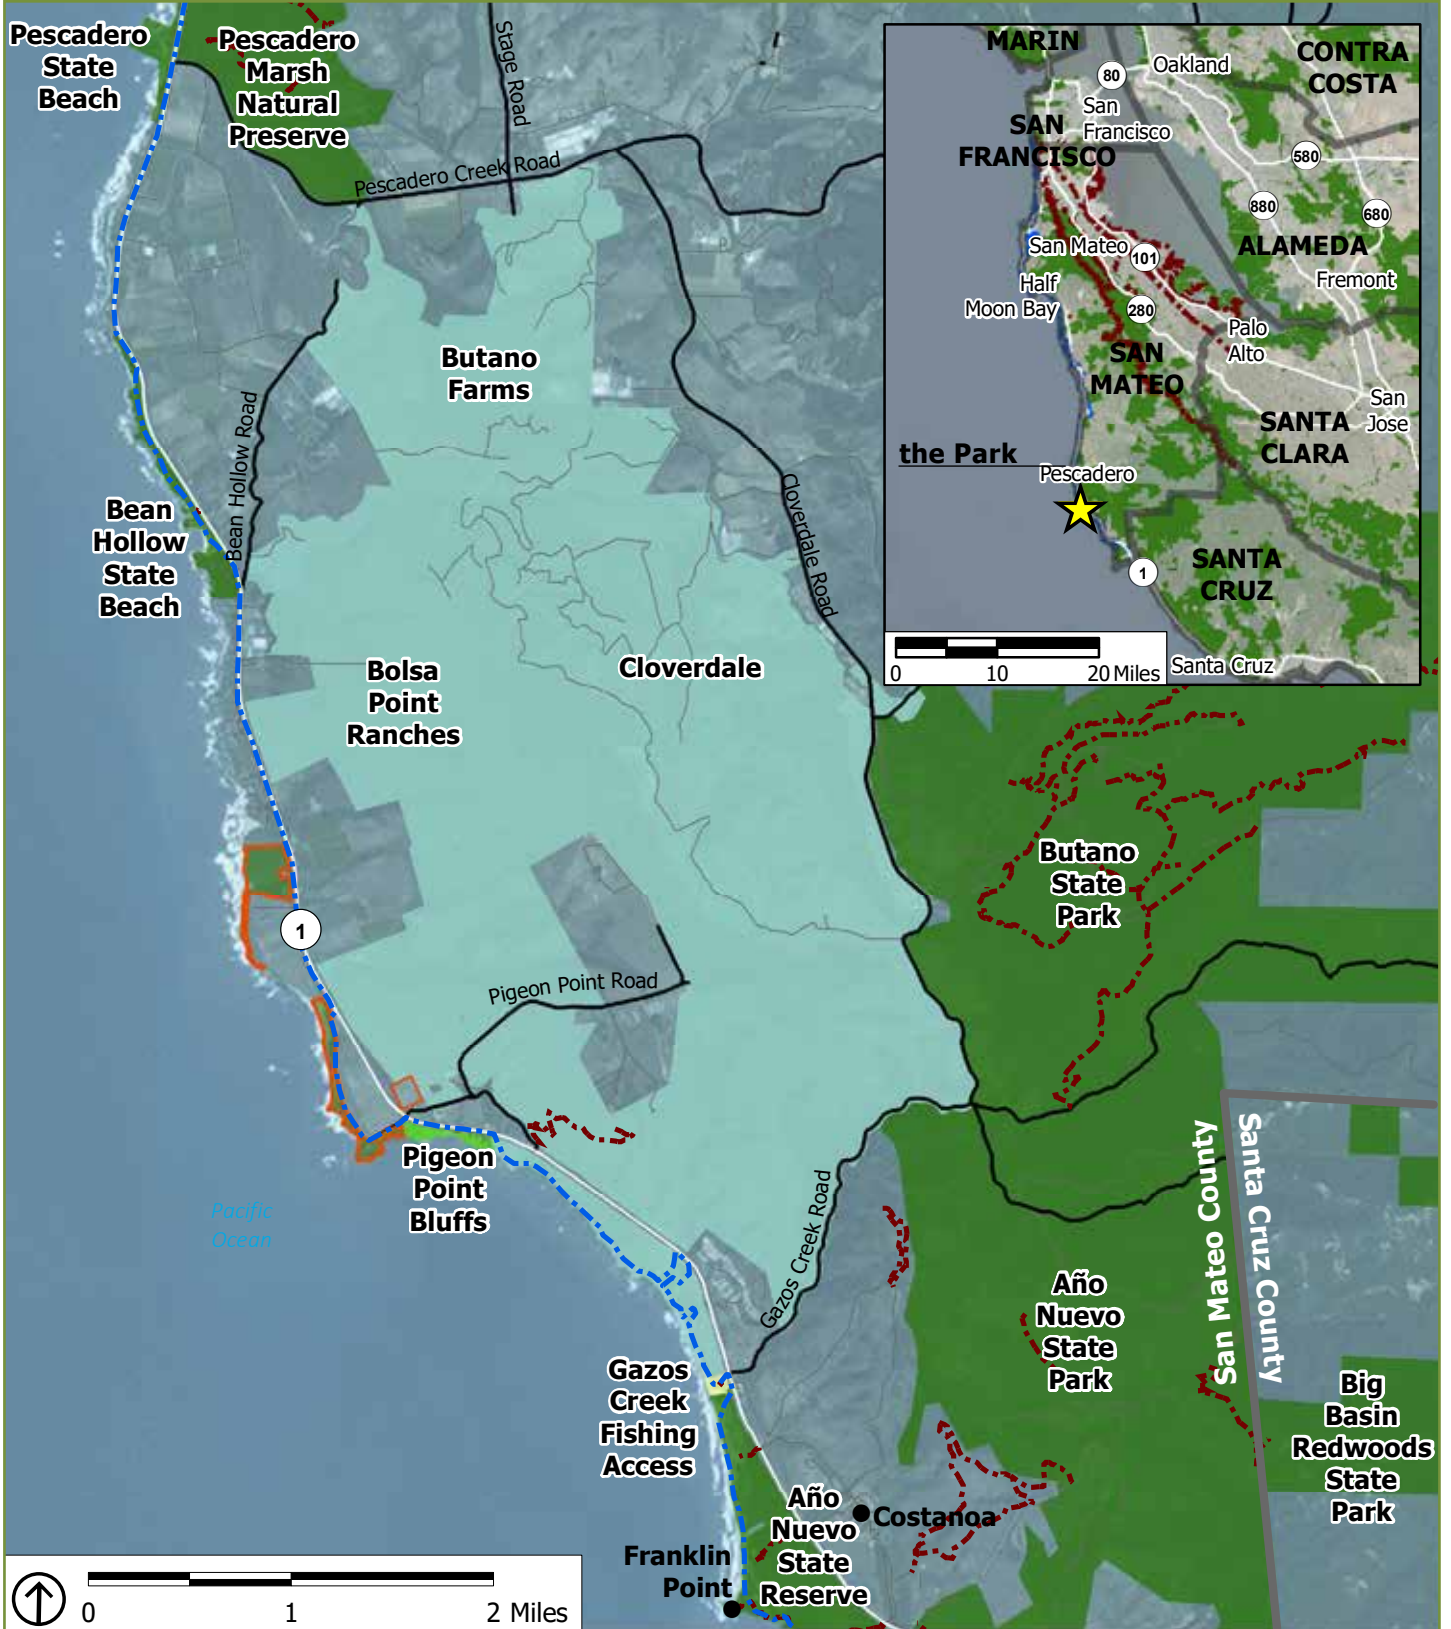 Pescadero
State
Beach
Pescadero
Marsh
Natural
Preserve
Stage Road
Pescadero Creek Road
Butano
Farms
Bean Hollow Road
Bean
Hollow
State
Beach
Cloverdale Road
Bolsa
Point
Ranches
Cloverdale
1
Pigeon Point Road
Butano
State
Park
Pigeon
Point
Bluffs
Pacific
Ocean
Gazos Creek Road
San Mateo County
Santa Cruz County
Año
Nuevo
State
Park
Gazos
Creek
Fishing
Access
Big
Basin
Redwoods
State
Park
Año
Nuevo
State
Reserve
Costanoa
Franklin
Point
0 1 2 Miles
MARIN
CONTRA
COSTA
80
Oakland
San
Francisco
SAN
FRANCISCO
580
880
680
San Mateo
101
ALAMEDA
Fremont
Half
Moon Bay
280
Palo
Alto
SAN
MATEO
San
Jose
SANTA
CLARA
the Park
Pescadero
SANTA
CRUZ
1
0 10 20 Miles
Santa Cruz